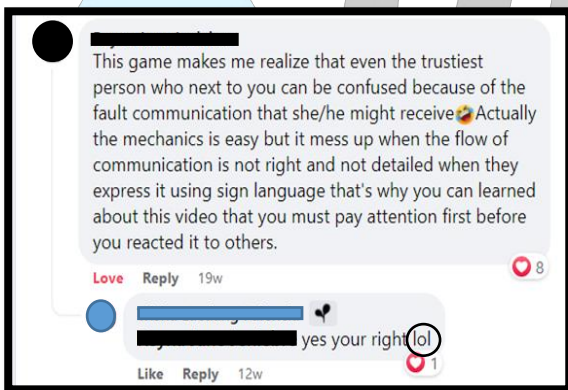 This game makes me realize that even the trustiest
person who next to you can be confused because of the
fault communication that she/he might receive🤣Actually
the mechanics is easy but it mess up when the flow of
communication is not right and not detailed when they
express it using sign language that's why you can learned
about this video that you must pay attention first before
you reacted it to others.
Love Reply 19w
8
yes your right lol
1
Like Reply 12w